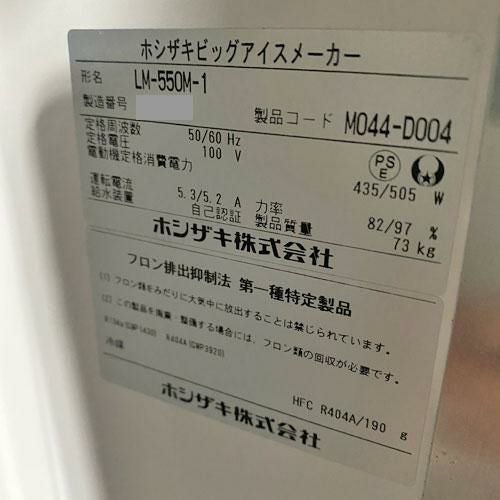 ホシザキビッグアイスメーカー
形名 LM-550M-1
製造番号
製品コード M044-D004
定格周波数 50/60 Hz
定格電圧 100 V
電動機定格消費電力 435/505 W
PS
E
運転電流 5.3/5.2 A 力率 82/97 %
給水装置 自己認証 製品質量 73 kg
ホシザキ株式会社
フロン排出抑制法 第一種特定製品
(1) フロン類をみだりに大気中に放出することは禁じられています。
(2) この製品を廃棄・整備する場合には、フロン類の回収が必要です。
R134a(GWP1430) R404A(GWP3920)
冷媒 HFC R404A/190 g
ホシザキ株式会社